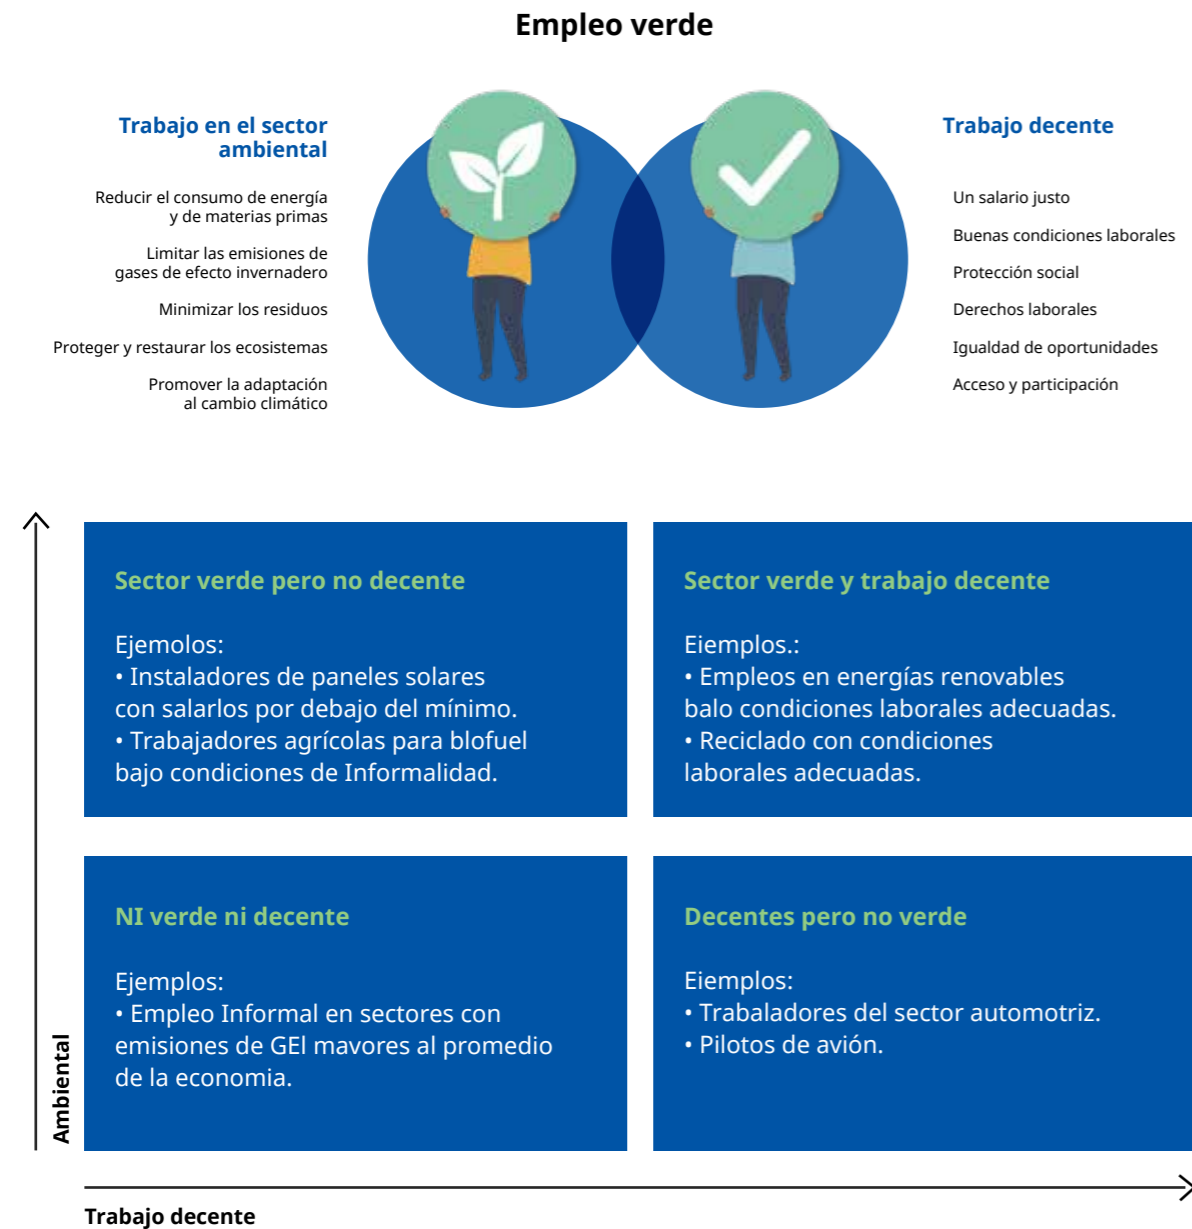 Empleo verde
Trabajo en el sector
ambiental
Reducir el consumo de energía
y de materias primas
Limitar las emisiones de
gases de efecto invernadero
Minimizar los residuos
Proteger y restaurar los ecosistemas
Promover la adaptación
al cambio climático
Trabajo decente
Un salario justo
Buenas condiciones laborales
Protección social
Derechos laborales
Igualdad de oportunidades
Acceso y participación
Sector verde pero no decente
Ejemolos:
• Instaladores de paneles solares
con salarlos por debajo del mínimo.
• Trabajadores agrícolas para blofuel
bajo condiciones de Informalidad.
Sector verde y trabajo decente
Eiemplos.:
• Empleos en energías renovables
balo condiciones laborales adecuadas.
• Reciclado con condiciones
laborales adecuadas.
NI verde ni decente
Ejemplos:
• Empleo Informal en sectores con
emisiones de GEl mavores al promedio
de la economia.
Decentes pero no verde
Eiemplos:
• Trabaladores del sector automotriz.
• Pilotos de avión.
Ambiental
Trabajo decente